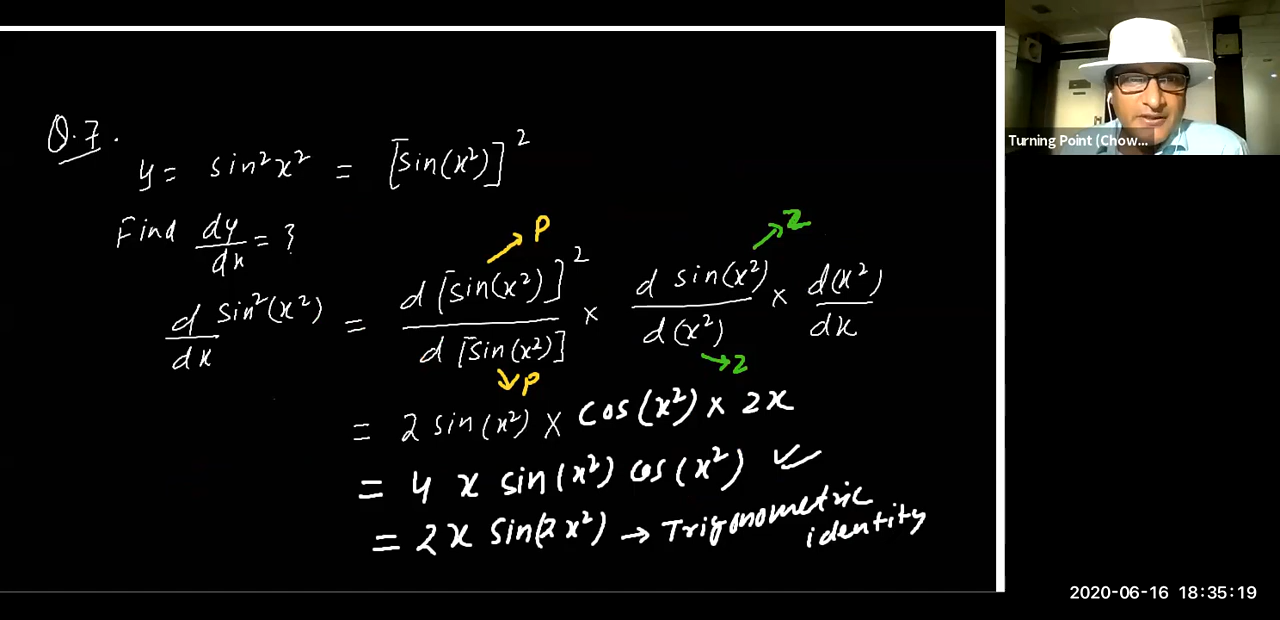 Q.7.
y = sin²x² = [sin(x²)]²
Find dy/dx = ?
d/dx sin²(x²) = d[sin(x²)]²/d[sin(x²)] × d sin(x²)/d(x²) × d(x²)/dx
→ P
→ z
→ P
→ z
= 2 sin(x²) × cos(x²) × 2x
= 4 x sin(x²) cos(x²) ✓
= 2x sin(2x²) → Trigonometric
identity
Turning Point (Chow...
2020-06-16 18:35:19